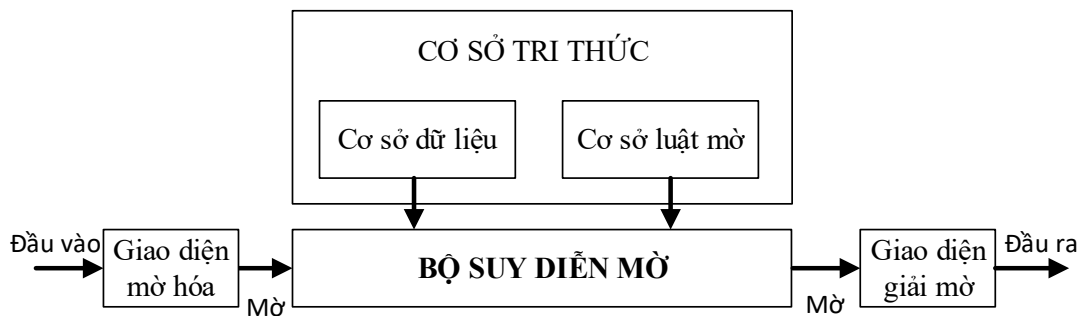 CƠ SỞ TRI THỨC
Cơ sở dữ liệu
Cơ sở luật mờ
Đầu vào
Giao diện
mờ hóa
Mờ
BỘ SUY DIỄN MỜ
Mờ
Giao diện
giải mờ
Đầu ra